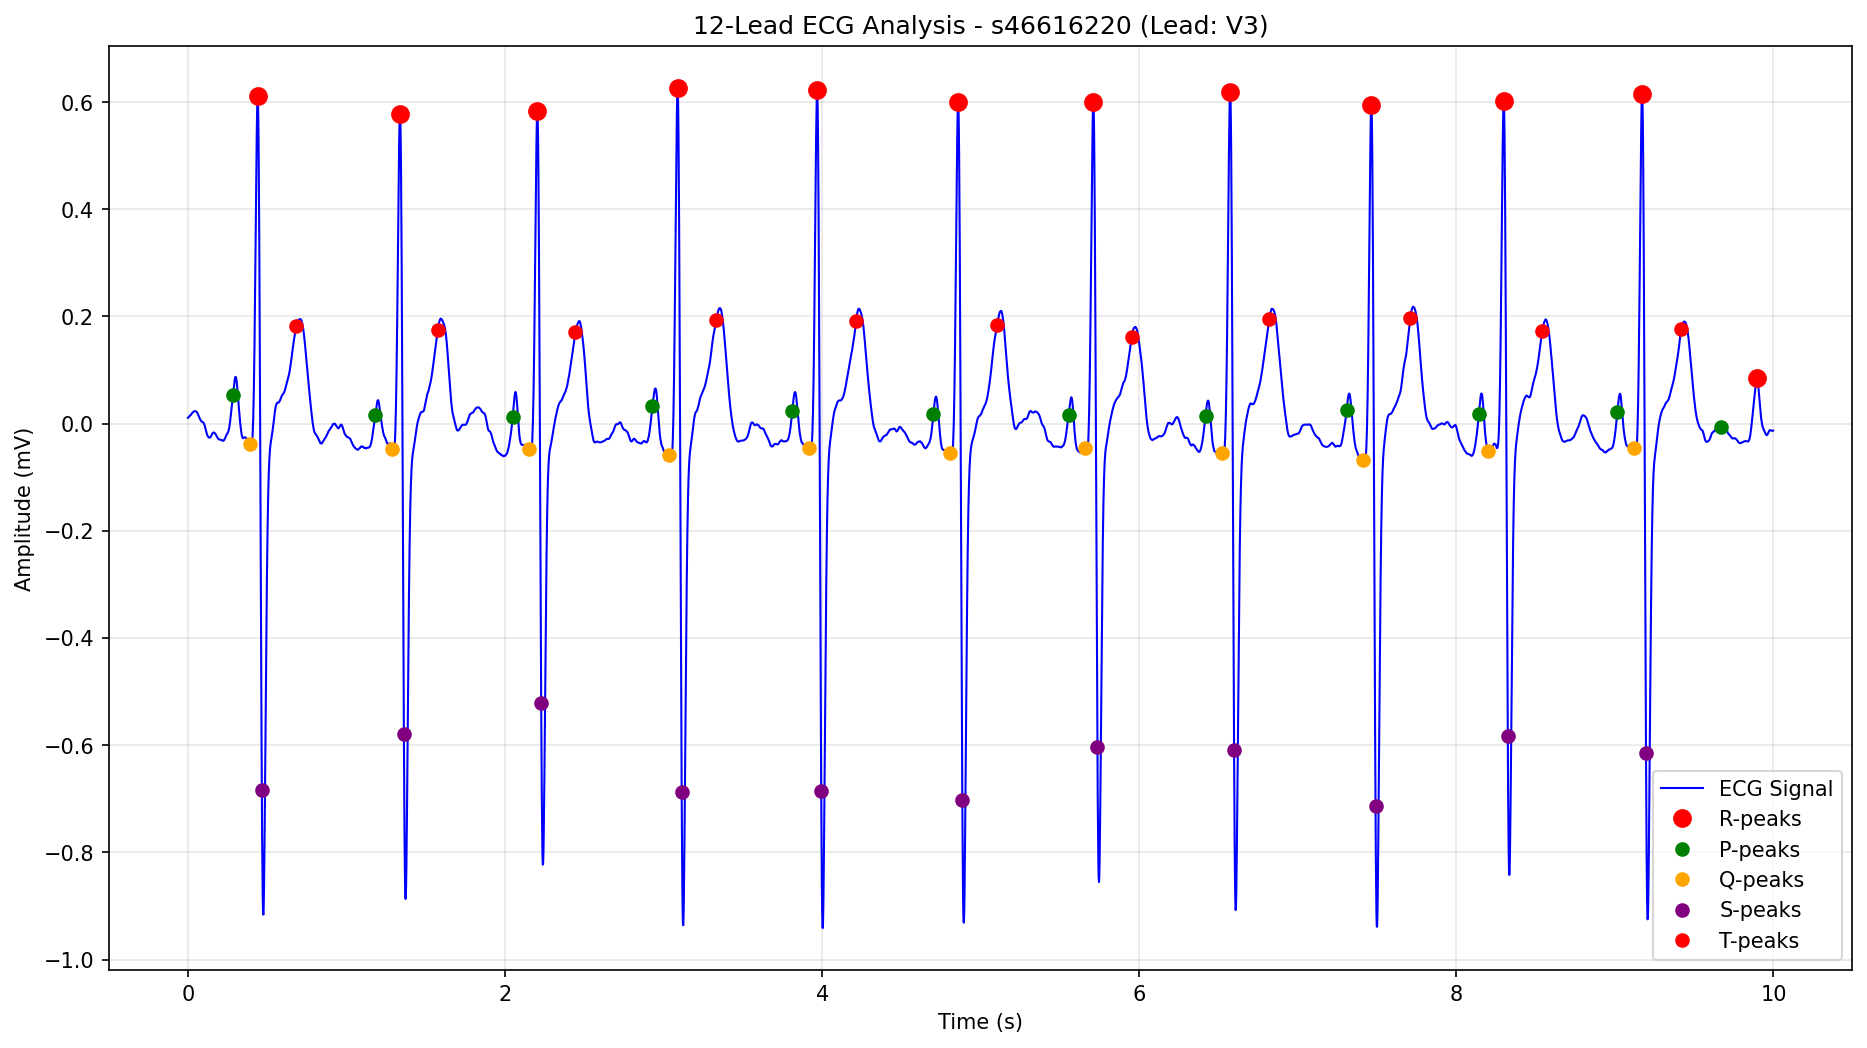 12-Lead ECG Analysis - s46616220 (Lead: V3)
Amplitude (mV)
0.6
0.4
0.2
0.0
−0.2
−0.4
−0.6
−0.8
−1.0
0 2 4 6 8 10
Time (s)
ECG Signal
R-peaks
P-peaks
Q-peaks
S-peaks
T-peaks